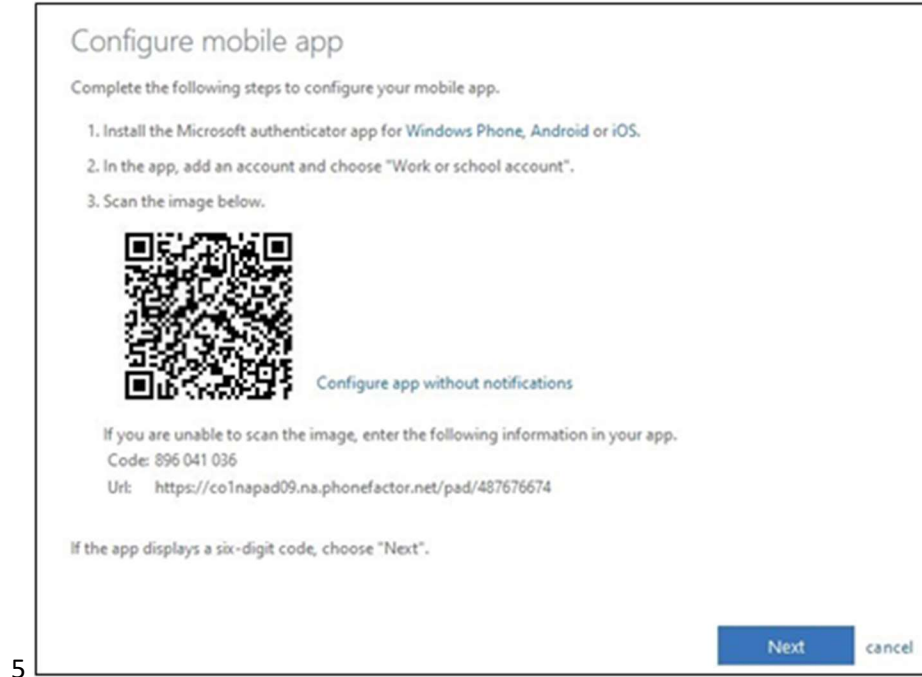 Configure mobile app
Complete the following steps to configure your mobile app.
1. Install the Microsoft authenticator app for Windows Phone, Android or iOS.
2. In the app, add an account and choose "Work or school account".
3. Scan the image below.
Configure app without notifications
If you are unable to scan the image, enter the following information in your app.
Code: 896 041 036
Url: https://co1napad09.na.phonefactor.net/pad/487676674
If the app displays a six-digit code, choose "Next".
Next cancel
5